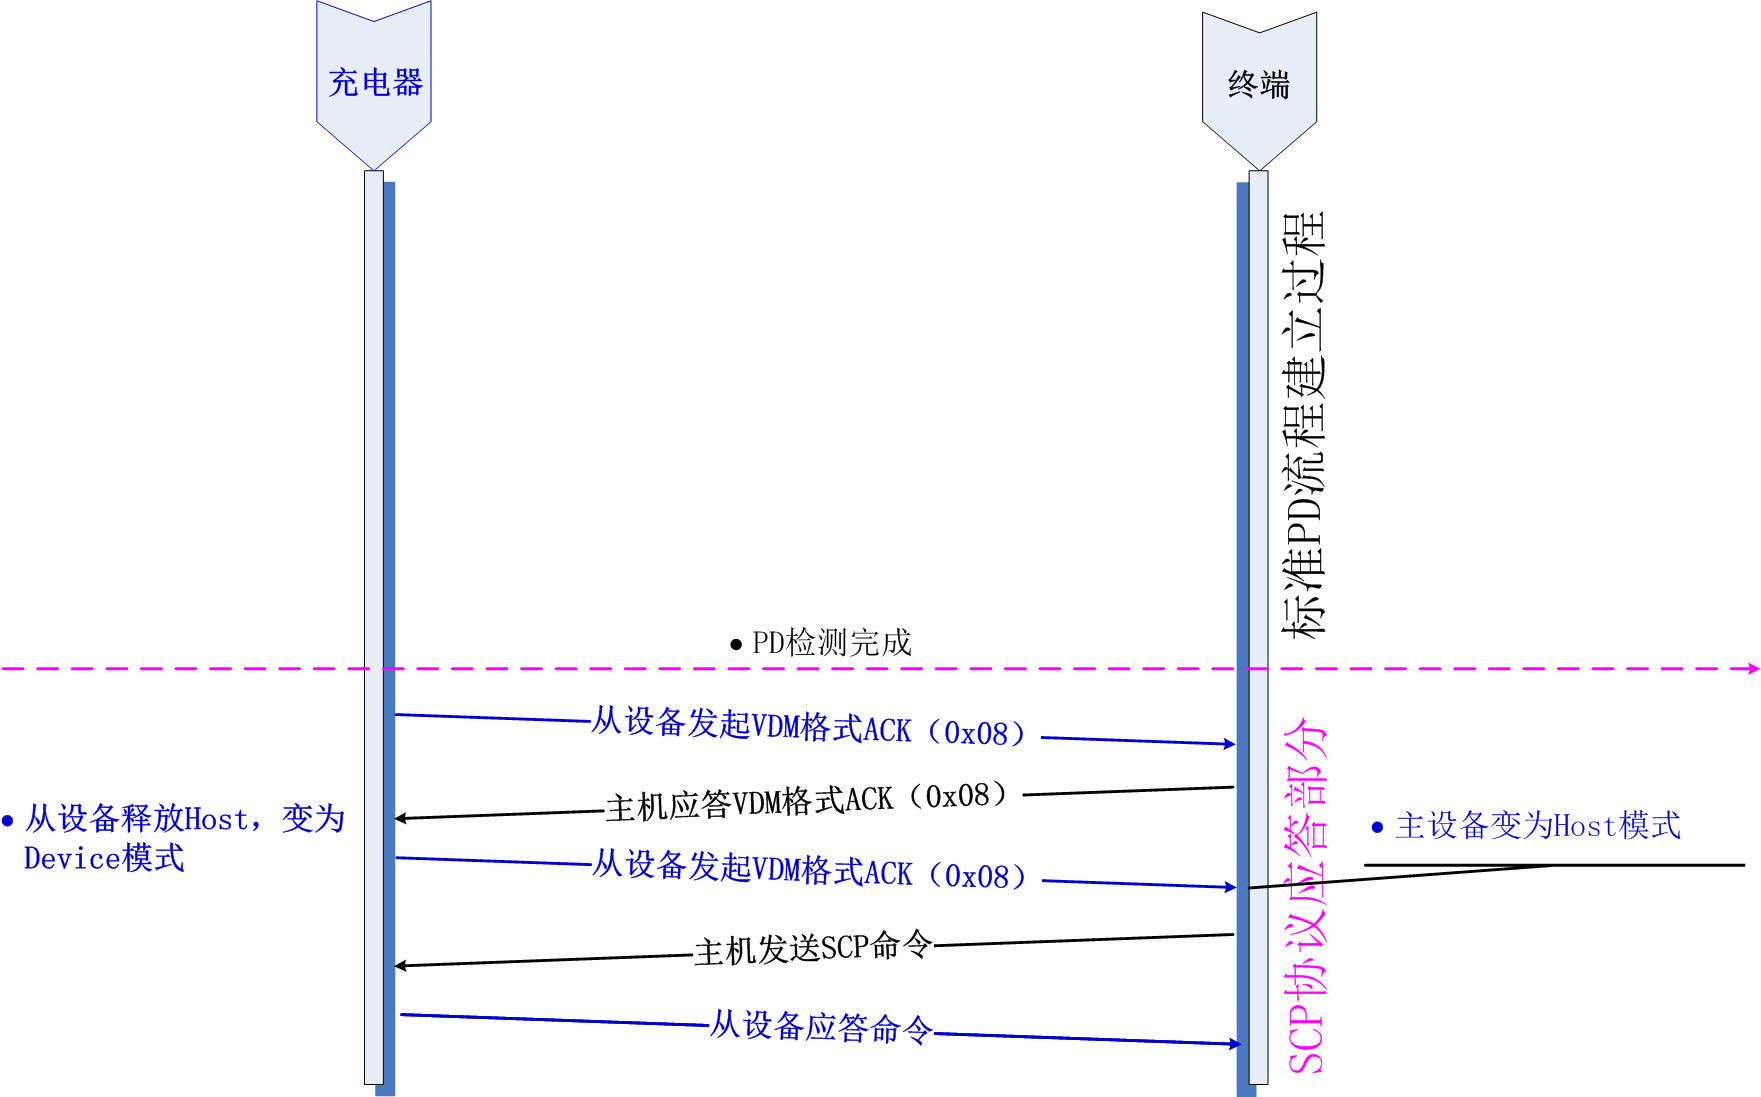 充电器
终端
标准PD流程建立过程
• PD检测完成
从设备发起VDM格式ACK（0x08）
主机应答VDM格式ACK（0x08）
• 从设备释放Host，变为
Device模式
• 主设备变为Host模式
从设备发起VDM格式ACK（0x08）
主机发送SCP命令
从设备应答命令
SCP协议应答部分